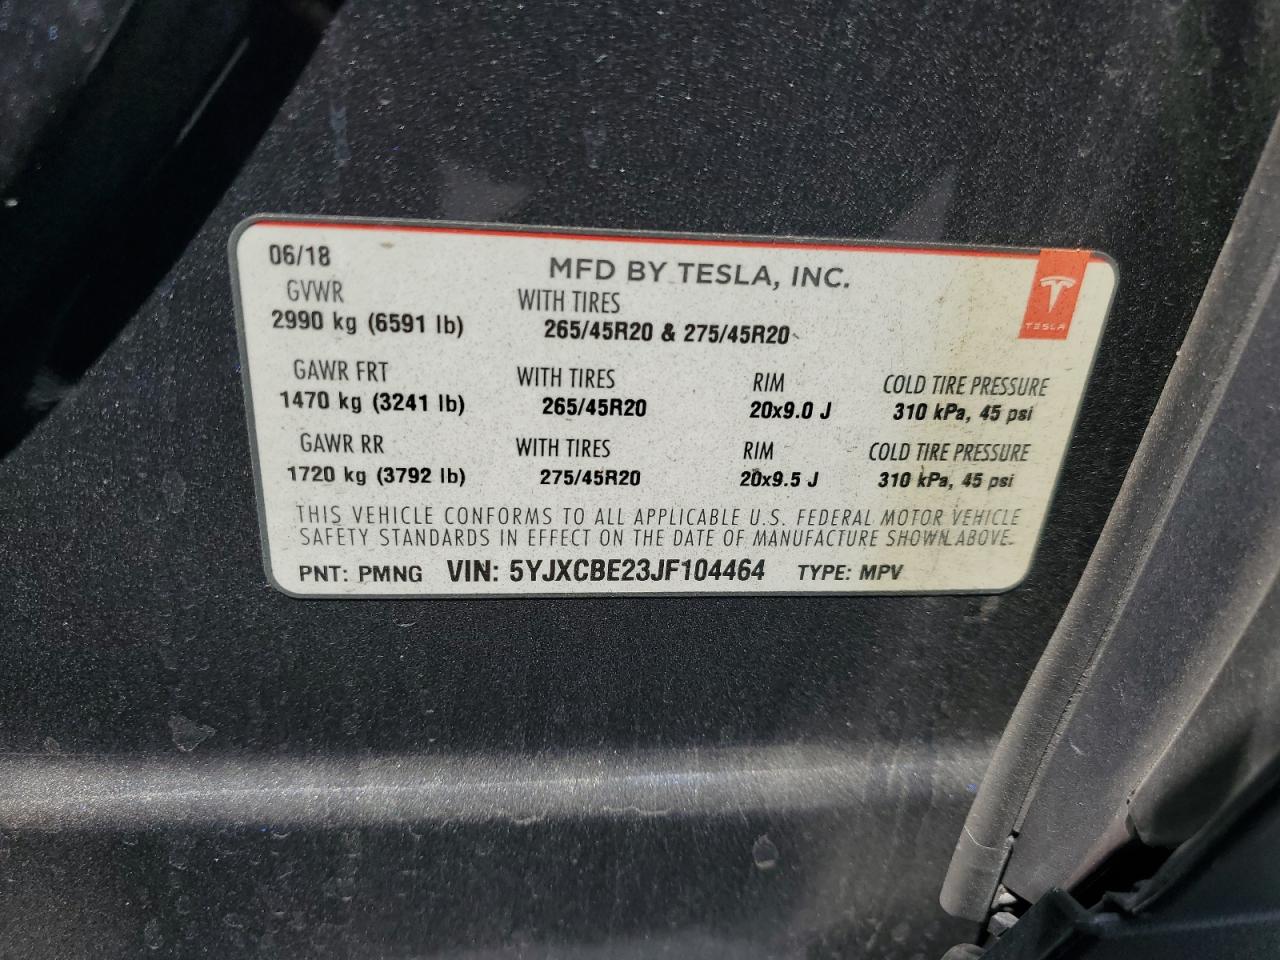 06/18
MFD BY TESLA, INC.
TESLA
GVWR
WITH TIRES
2990 kg (6591 lb)
265/45R20 & 275/45R20
GAWR FRT WITH TIRES RIM COLD TIRE PRESSURE
1470 kg (3241 lb) 265/45R20 20x9.0 J 310 kPa, 45 psi
GAWR RR WITH TIRES RIM COLD TIRE PRESSURE
1720 kg (3792 lb) 275/45R20 20x9.5 J 310 kPa, 45 psi
THIS VEHICLE CONFORMS TO ALL APPLICABLE U.S. FEDERAL MOTOR VEHICLE
SAFETY STANDARDS IN EFFECT ON THE DATE OF MANUFACTURE SHOWN ABOVE.
PNT: PMNG VIN: 5YJXCBE23JF104464 TYPE: MPV